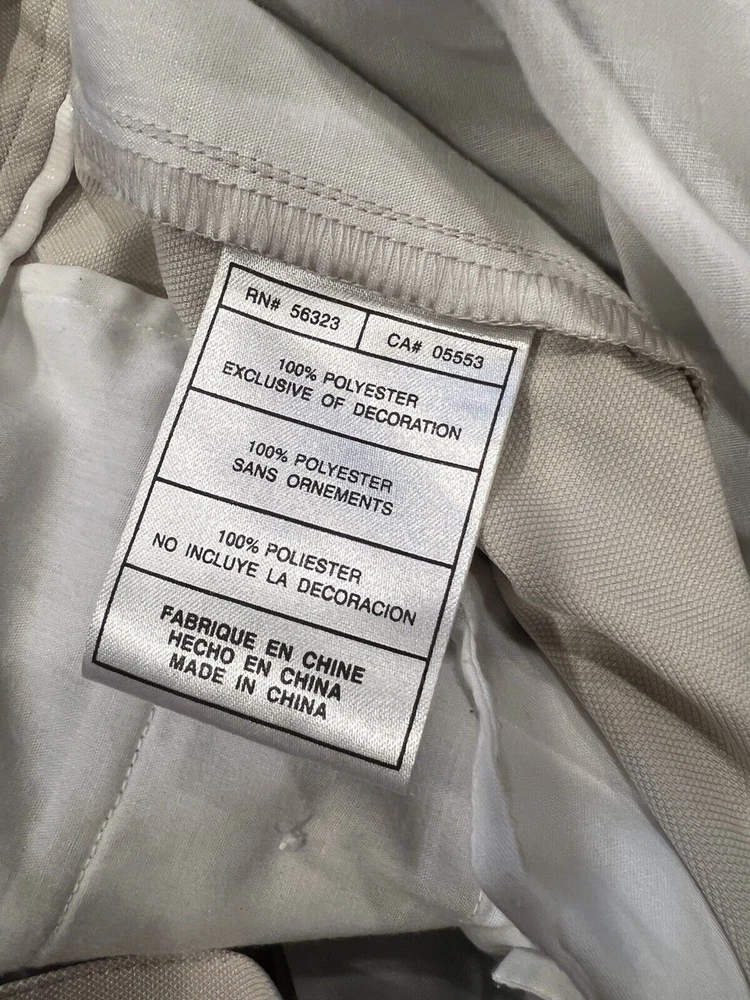 RN# 56323
CA# 05553
100% POLYESTER
EXCLUSIVE OF DECORATION
100% POLYESTER
SANS ORNEMENTS
100% POLIESTER
NO INCLUYE LA DECORACION
FABRIQUE EN CHINE
HECHO EN CHINA
MADE IN CHINA